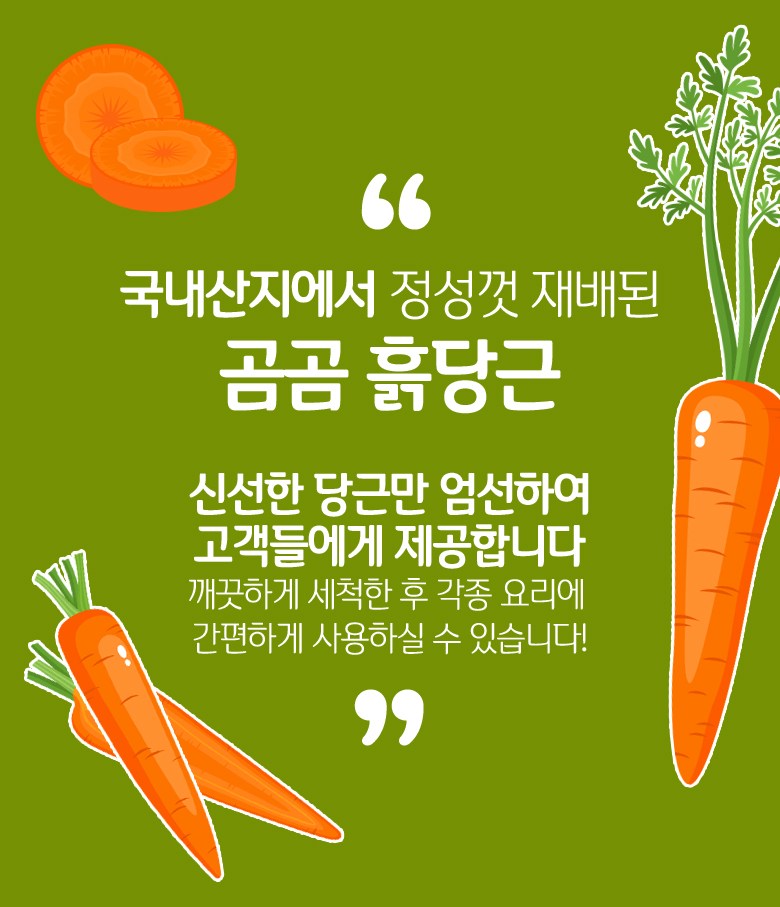 “
국내산지에서 정성껏 재배된
곰곰 흙당근
신선한 당근만 엄선하여
고객들에게 제공합니다
깨끗하게 세척한 후 각종 요리에
간편하게 사용하실 수 있습니다!
”